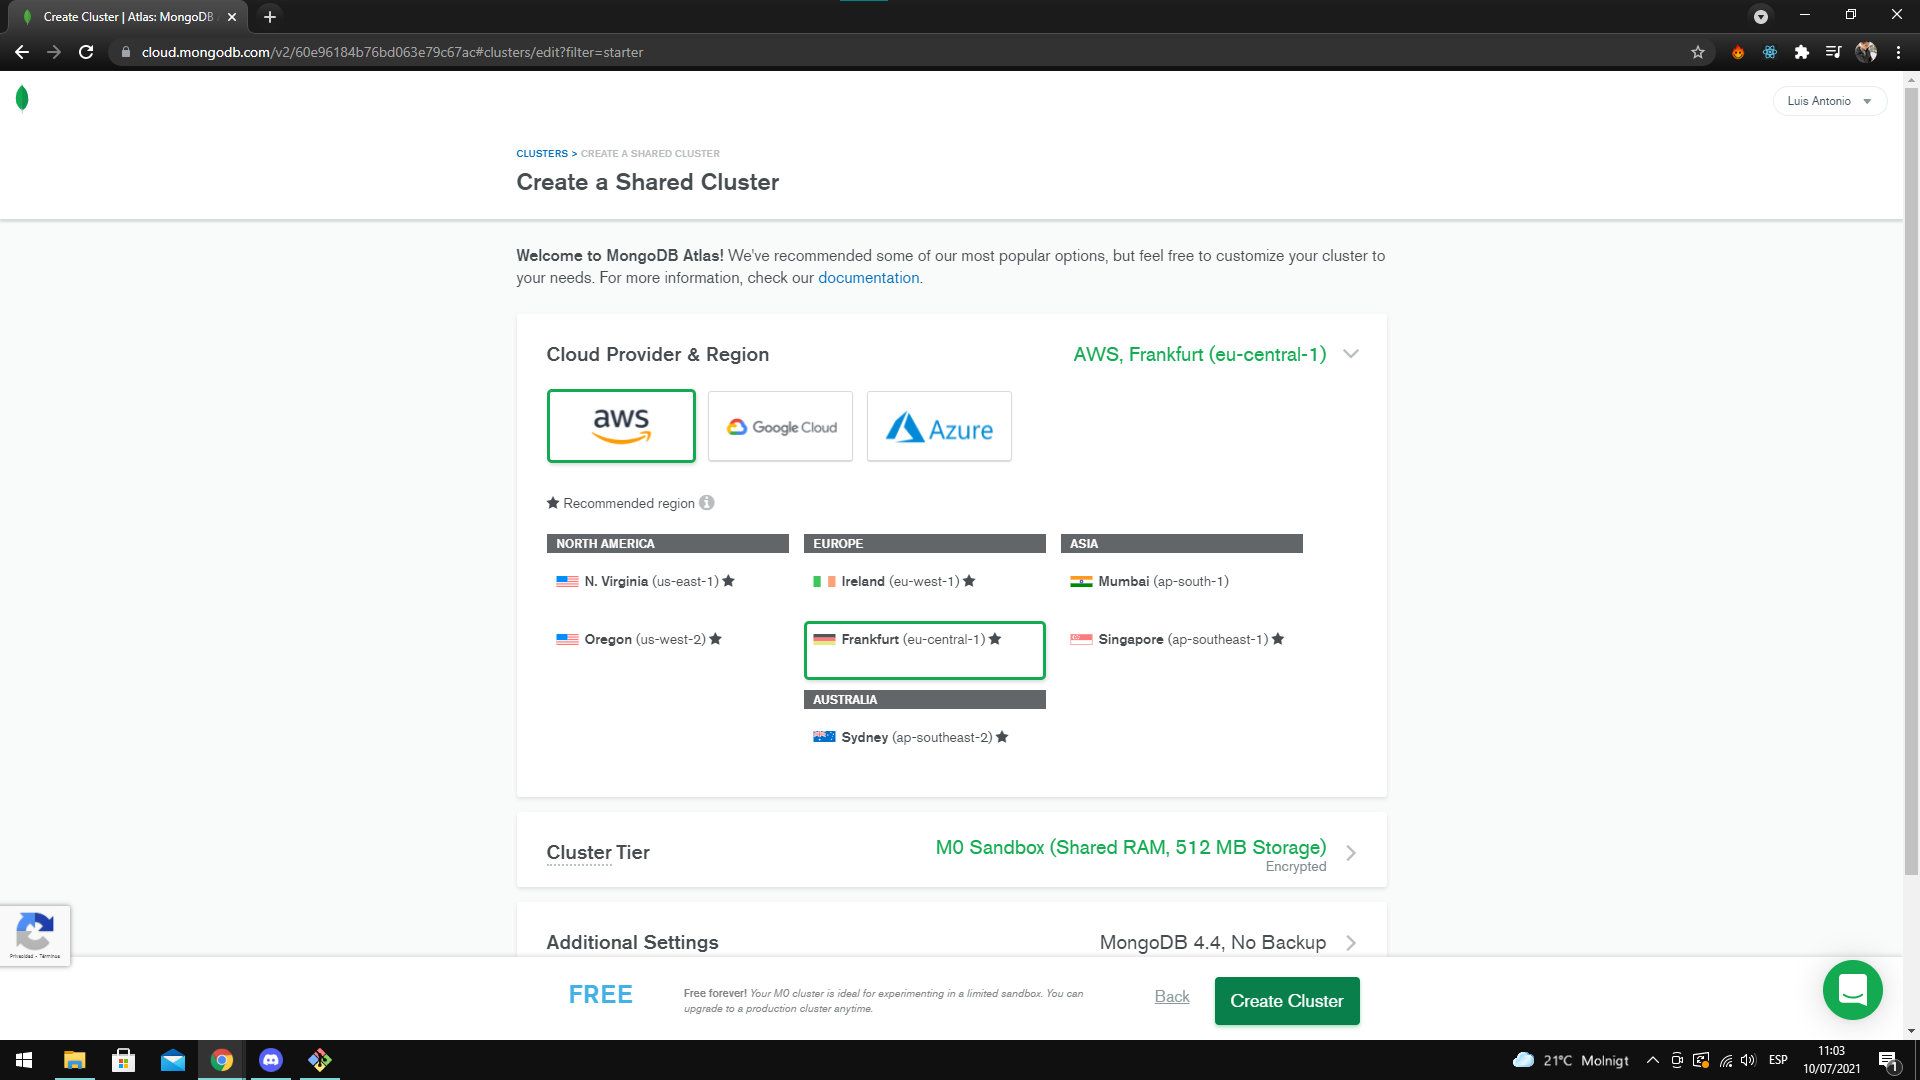 Create Cluster | Atlas: MongoDB
cloud.mongodb.com/v2/60e96184b76bd063e79c67ac#clusters/edit?filter=starter
Luis Antonio
CLUSTERS > CREATE A SHARED CLUSTER
Create a Shared Cluster
Welcome to MongoDB Atlas! We've recommended some of our most popular options, but feel free to customize your cluster to
your needs. For more information, check our documentation.
Cloud Provider & Region
AWS, Frankfurt (eu-central-1)
aws
Google Cloud
Azure
Recommended region
NORTH AMERICA
EUROPE
ASIA
N. Virginia (us-east-1)
Ireland (eu-west-1)
Mumbai (ap-south-1)
Oregon (us-west-2)
Frankfurt (eu-central-1)
Singapore (ap-southeast-1)
AUSTRALIA
Sydney (ap-southeast-2)
Cluster Tier
M0 Sandbox (Shared RAM, 512 MB Storage)
Encrypted
Additional Settings
MongoDB 4.4, No Backup
Privacidad - Términos
FREE
Free forever! Your M0 cluster is ideal for experimenting in a limited sandbox. You can
upgrade to a production cluster anytime.
Back
Create Cluster
21°C Molnigt
ESP
11:03
10/07/2021
1